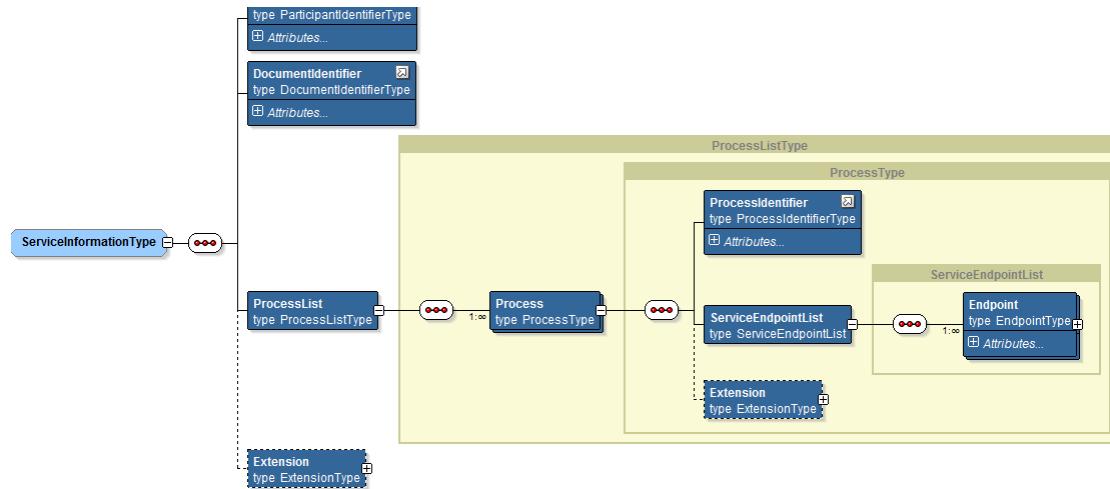 type ParticipantIdentifierType
Attributes...
DocumentIdentifier
type DocumentIdentifierType
Attributes...
ProcessListType
ProcessType
ProcessIdentifier
type ProcessIdentifierType
Attributes...
ServiceInformationType
ServiceEndpointList
ProcessList
type ProcessListType
1:∞
Process
type ProcessType
ServiceEndpointList
type ServiceEndpointList
1:∞
Endpoint
type EndpointType
Attributes...
Extension
type ExtensionType
Extension
type ExtensionType